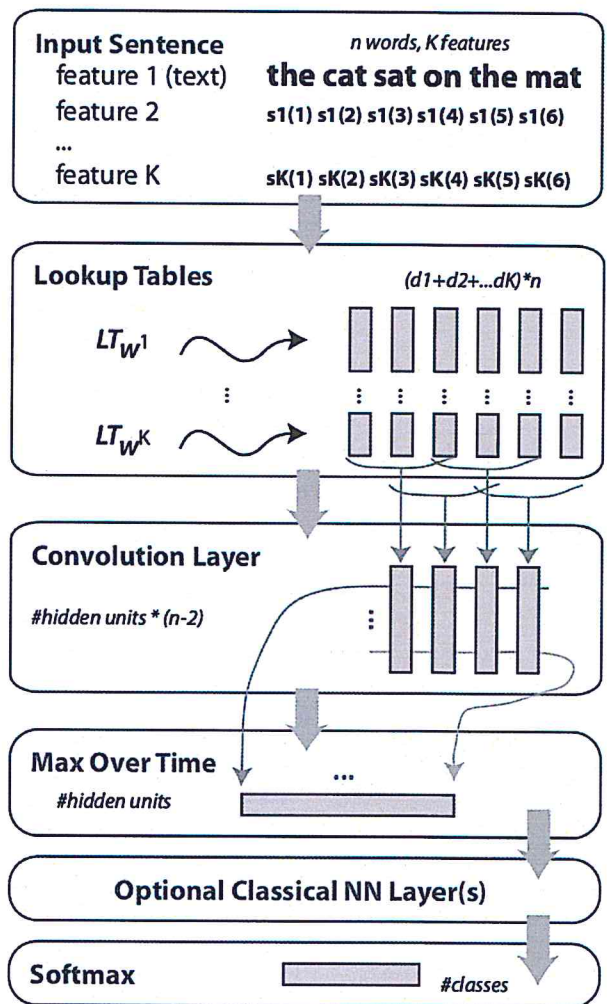 Input Sentence
n words, K features
feature 1 (text) the cat sat on the mat
feature 2 s1(1) s1(2) s1(3) s1(4) s1(5) s1(6)
...
feature K sK(1) sK(2) sK(3) sK(4) sK(5) sK(6)
Lookup Tables
(d1+d2+...dK)*n
LTW1
...
LTWK
Convolution Layer
#hidden units * (n-2)
...
Max Over Time
...
#hidden units
Optional Classical NN Layer(s)
Softmax
#classes